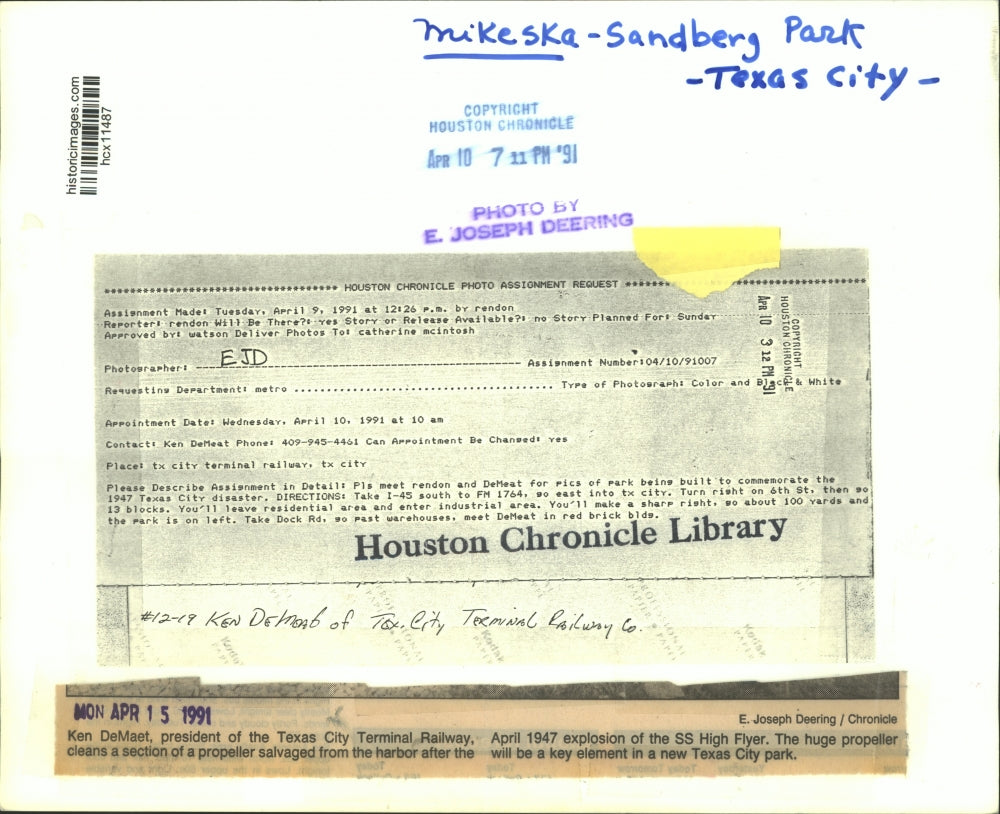 Mikeska-Sandberg Park
-Texas City-
historicimages.com
hcx11487
COPYRIGHT
HOUSTON CHRONICLE
APR 10 7 11 PM '91
PHOTO BY
E. JOSEPH DEERING
HOUSTON CHRONICLE PHOTO ASSIGNMENT REQUEST
Assignment Made: Tuesday, April 9, 1991 at 12:26 p.m. by rendon
Reporter: rendon Will Be There?: yes Story or Release Available?: no Story Planned For: Sunday
Approved by: watson Deliver Photos To: catherine mcintosh
COPYRIGHT
HOUSTON CHRONICLE
APR 10 3 12 PM '91
Photographer: EJD Assignment Number:04/10/91007
Requesting Department: metro Type of Photograph: Color and Black & White
Appointment Date: Wednesday, April 10, 1991 at 10 am
Contact: Ken DeMeat Phone: 409-945-4461 Can Appointment Be Changed: yes
Place: tx city terminal railway, tx city
Please Describe Assignment in Detail: Pls meet rendon and DeMeat for pics of park being built to commemorate the
1947 Texas City disaster. DIRECTIONS: Take I-45 south to FM 1764, go east into tx city. Turn right on 6th St, then go
13 blocks. You'll leave residential area and enter industrial area. You'll make a sharp right, go about 100 yards and
the park is on left. Take Dock Rd, go past warehouses, meet DeMeat in red brick bldg.
Houston Chronicle Library
#12-19 Ken DeMeat of Tex. City Terminal Railway Co.
MON APR 15 1991
E. Joseph Deering / Chronicle
Ken DeMaet, president of the Texas City Terminal Railway,
cleans a section of a propeller salvaged from the harbor after the
April 1947 explosion of the SS High Flyer. The huge propeller
will be a key element in a new Texas City park.